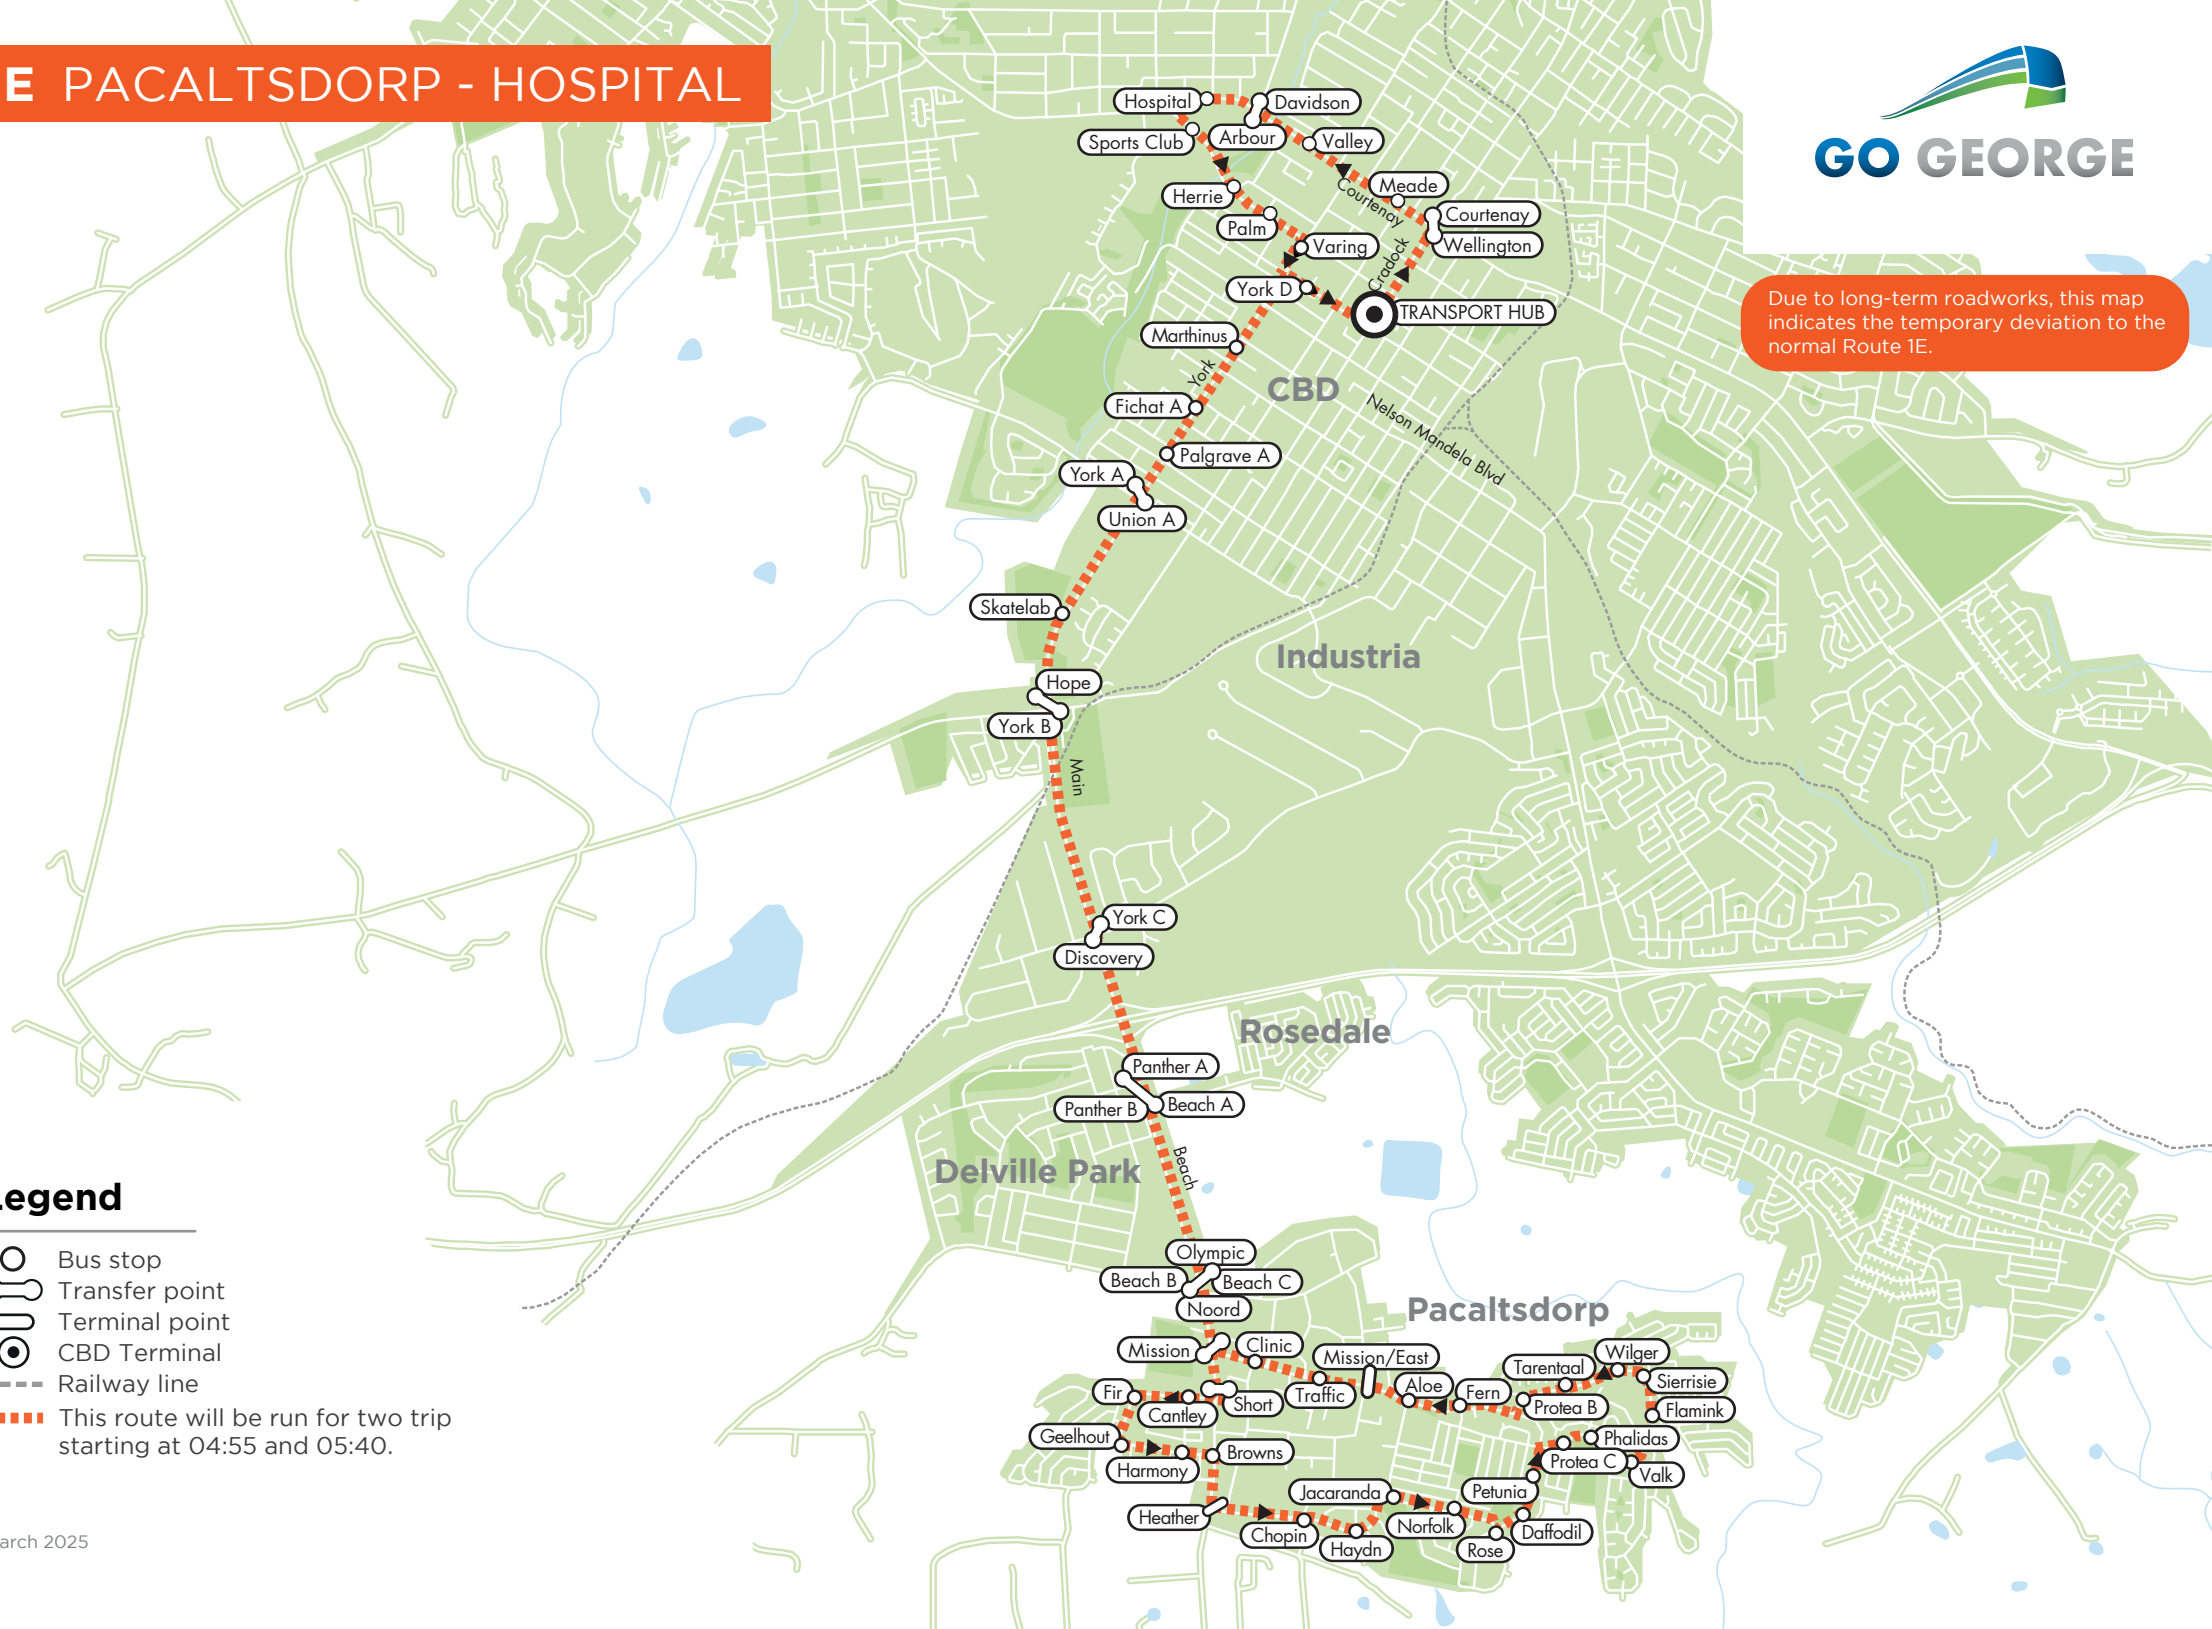 E PACALTSDORP - HOSPITAL
GO GEORGE
Due to long-term roadworks, this map
indicates the temporary deviation to the
normal Route 1E.
Hospital
Davidson
Sports Club
Arbour
Valley
Courtenay
Meade
Herrie
Courtenay
Palm
Varing
Wellington
Cradock
York D
TRANSPORT HUB
Marthinus
York
CBD
Fichat A
Nelson Mandela Blvd
Palgrave A
York A
Union A
Skatelab
Industria
Hope
York B
Main
York C
Discovery
Rosedale
Panther A
Panther B
Beach A
Delville Park
Beach
Olympic
Beach B
Beach C
Noord
Pacaltsdorp
Mission
Clinic
Mission/East
Wilger
Tarentaal
Sierrisie
Fir
Cantley
Short
Traffic
Aloe
Fern
Protea B
Flamink
Geelhout
Harmony
Browns
Phalidas
Protea C
Valk
Jacaranda
Petunia
Heather
Chopin
Haydn
Norfolk
Rose
Daffodil
egend
Bus stop
Transfer point
Terminal point
CBD Terminal
Railway line
This route will be run for two trip
starting at 04:55 and 05:40.
arch 2025